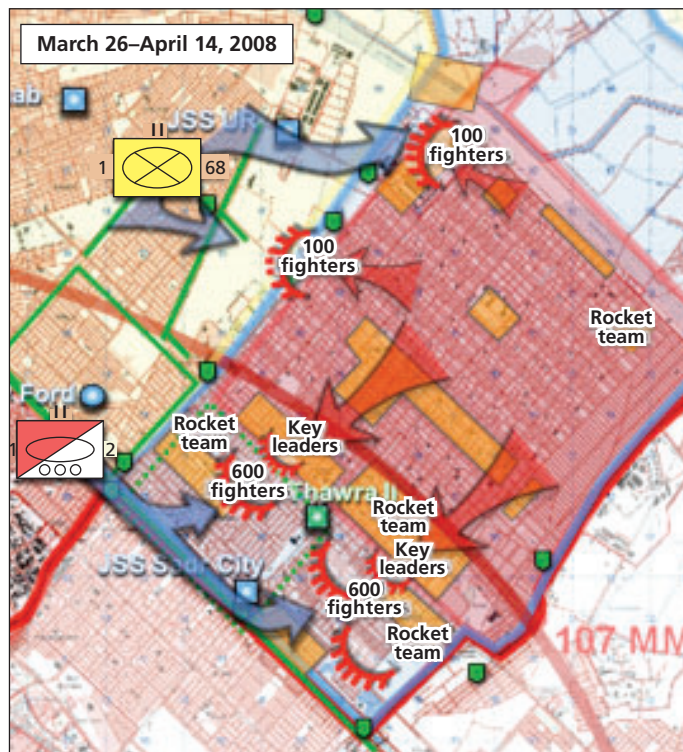 March 26–April 14, 2008
ab
JSS UR
II
1
68
100
fighters
100
fighters
Rocket
team
Ford
II
1
2
Rocket
team
Key
leaders
600
fighters
Thawra II
Rocket
team
Key
leaders
JSS Sadr City
600
fighters
Rocket
team
107 MM